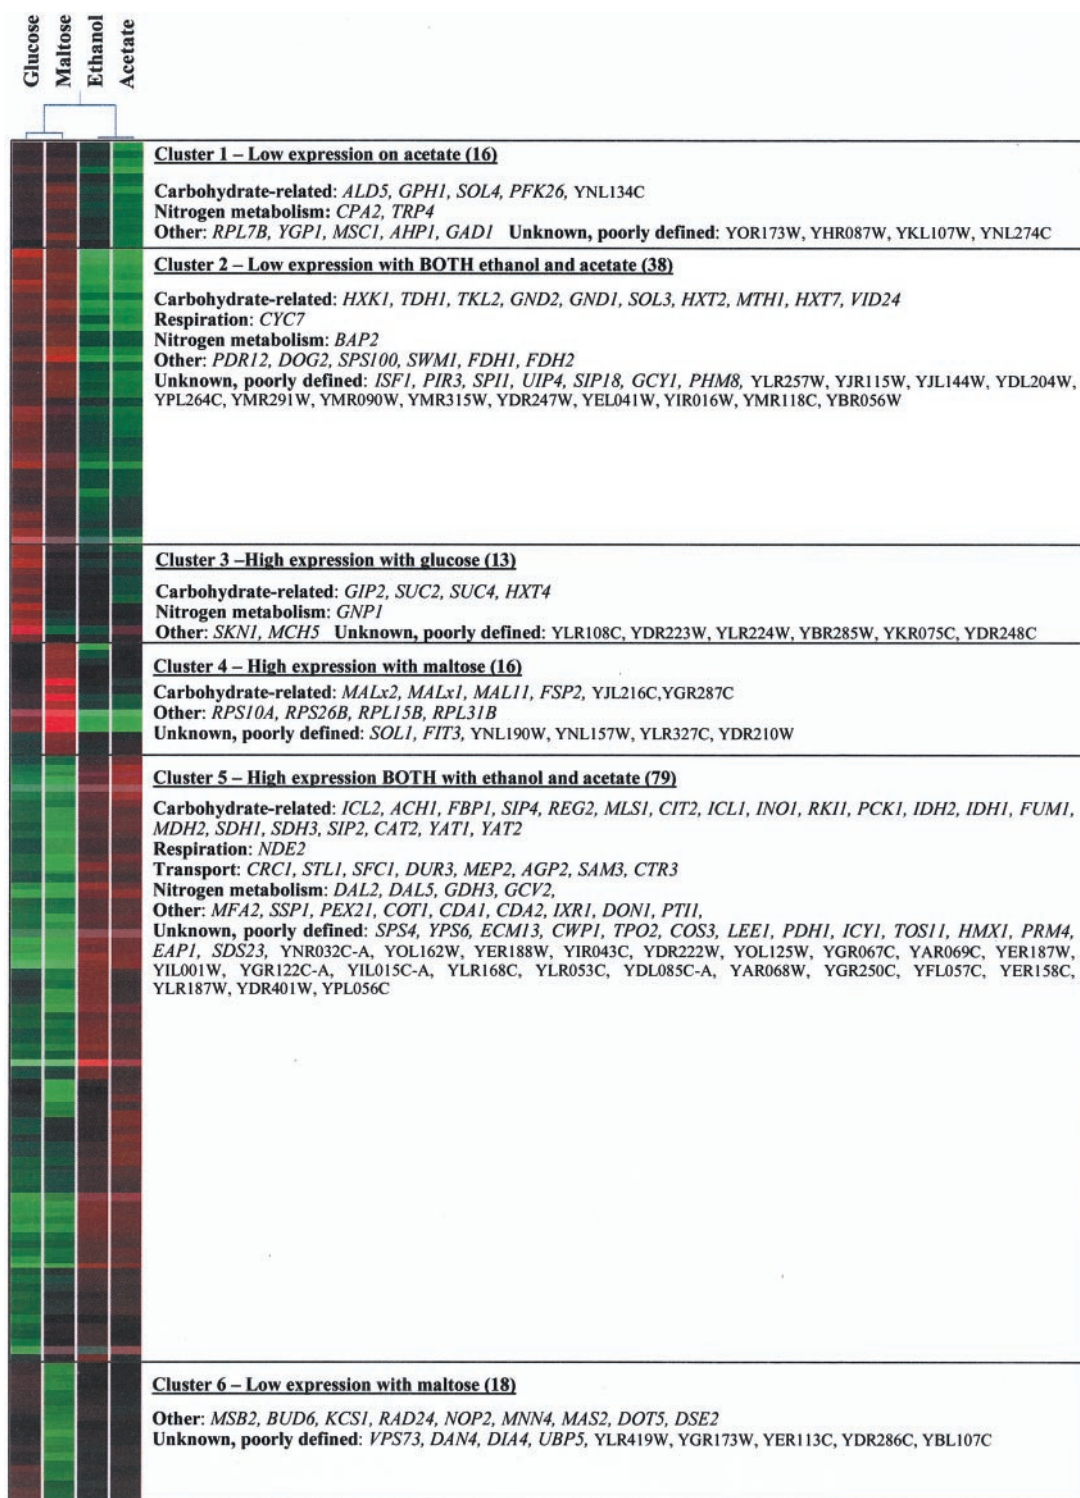 Glucose
Maltose
Ethanol
Acetate
Cluster 1 – Low expression on acetate (16)
Carbohydrate-related: ALD5, GPH1, SOL4, PFK26, YNL134C
Nitrogen metabolism: CPA2, TRP4
Other: RPL7B, YGP1, MSC1, AHP1, GAD1 Unknown, poorly defined: YOR173W, YHR087W, YKL107W, YNL274C
Cluster 2 – Low expression with BOTH ethanol and acetate (38)
Carbohydrate-related: HXK1, TDH1, TKL2, GND2, GND1, SOL3, HXT2, MTH1, HXT7, VID24
Respiration: CYC7
Nitrogen metabolism: BAP2
Other: PDR12, DOG2, SPS100, SWM1, FDH1, FDH2
Unknown, poorly defined: ISF1, PIR3, SPI1, UIP4, SIP18, GCY1, PHM8, YLR257W, YJR115W, YJL144W, YDL204W,
YPL264C, YMR291W, YMR090W, YMR315W, YDR247W, YEL041W, YIR016W, YMR118C, YBR056W
Cluster 3 –High expression with glucose (13)
Carbohydrate-related: GIP2, SUC2, SUC4, HXT4
Nitrogen metabolism: GNP1
Other: SKN1, MCH5 Unknown, poorly defined: YLR108C, YDR223W, YLR224W, YBR285W, YKR075C, YDR248C
Cluster 4 – High expression with maltose (16)
Carbohydrate-related: MALx2, MALx1, MAL11, FSP2, YJL216C,YGR287C
Other: RPS10A, RPS26B, RPL15B, RPL31B
Unknown, poorly defined: SOL1, FIT3, YNL190W, YNL157W, YLR327C, YDR210W
Cluster 5 – High expression BOTH with ethanol and acetate (79)
Carbohydrate-related: ICL2, ACH1, FBP1, SIP4, REG2, MLS1, CIT2, ICL1, INO1, RKI1, PCK1, IDH2, IDH1, FUM1,
MDH2, SDH1, SDH3, SIP2, CAT2, YAT1, YAT2
Respiration: NDE2
Transport: CRC1, STL1, SFC1, DUR3, MEP2, AGP2, SAM3, CTR3
Nitrogen metabolism: DAL2, DAL5, GDH3, GCV2,
Other: MFA2, SSP1, PEX21, COT1, CDA1, CDA2, IXR1, DON1, PTI1,
Unknown, poorly defined: SPS4, YPS6, ECM13, CWP1, TPO2, COS3, LEE1, PDH1, ICY1, TOS11, HMX1, PRM4,
EAP1, SDS23, YNR032C-A, YOL162W, YER188W, YIR043C, YDR222W, YOL125W, YGR067C, YAR069C, YER187W,
YIL001W, YGR122C-A, YIL015C-A, YLR168C, YLR053C, YDL085C-A, YAR068W, YGR250C, YFL057C, YER158C,
YLR187W, YDR401W, YPL056C
Cluster 6 – Low expression with maltose (18)
Other: MSB2, BUD6, KCS1, RAD24, NOP2, MNN4, MAS2, DOT5, DSE2
Unknown, poorly defined: VPS73, DAN4, DIA4, UBP5, YLR419W, YGR173W, YER113C, YDR286C, YBL107C